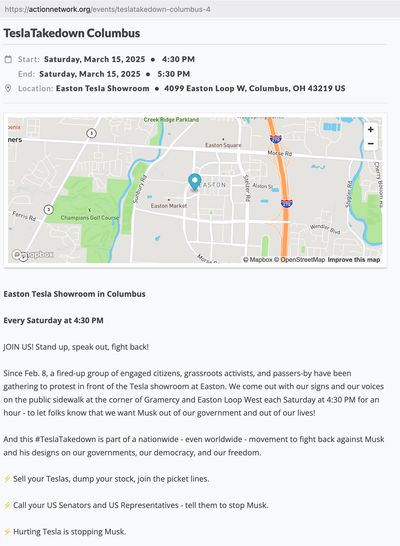 https://actionnetwork.org/events/teslatakedown-columbus-4
TeslaTakedown Columbus
Start: Saturday, March 15, 2025 • 4:30 PM
End: Saturday, March 15, 2025 • 5:30 PM
Location: Easton Tesla Showroom • 4099 Easton Loop W, Columbus, OH 43219 US
Creek Ridge Parkland
oenix
3
ners
Easton Square
270
Morse Rd
+
−
Sunbury Rd
EASTON
Alston St
Stelzer Rd
Stygler Rd
Cherry Bottom
3
Champions Golf Course
Easton Market
270
Ferris Rd
Wendler Blvd
Morse
mapbox
© Mapbox © OpenStreetMap Improve this map
Easton Tesla Showroom in Columbus
Every Saturday at 4:30 PM
JOIN US! Stand up, speak out, fight back!
Since Feb. 8, a fired-up group of engaged citizens, grassroots activists, and passers-by have been
gathering to protest in front of the Tesla showroom at Easton. We come out with our signs and our voices
on the public sidewalk at the corner of Gramercy and Easton Loop West each Saturday at 4:30 PM for an
hour - to let folks know that we want Musk out of our government and out of our lives!
And this #TeslaTakedown is part of a nationwide - even worldwide - movement to fight back against Musk
and his designs on our governments, our democracy, and our freedom.
⚡ Sell your Teslas, dump your stock, join the picket lines.
⚡ Call your US Senators and US Representatives - tell them to stop Musk.
⚡ Hurting Tesla is stopping Musk.